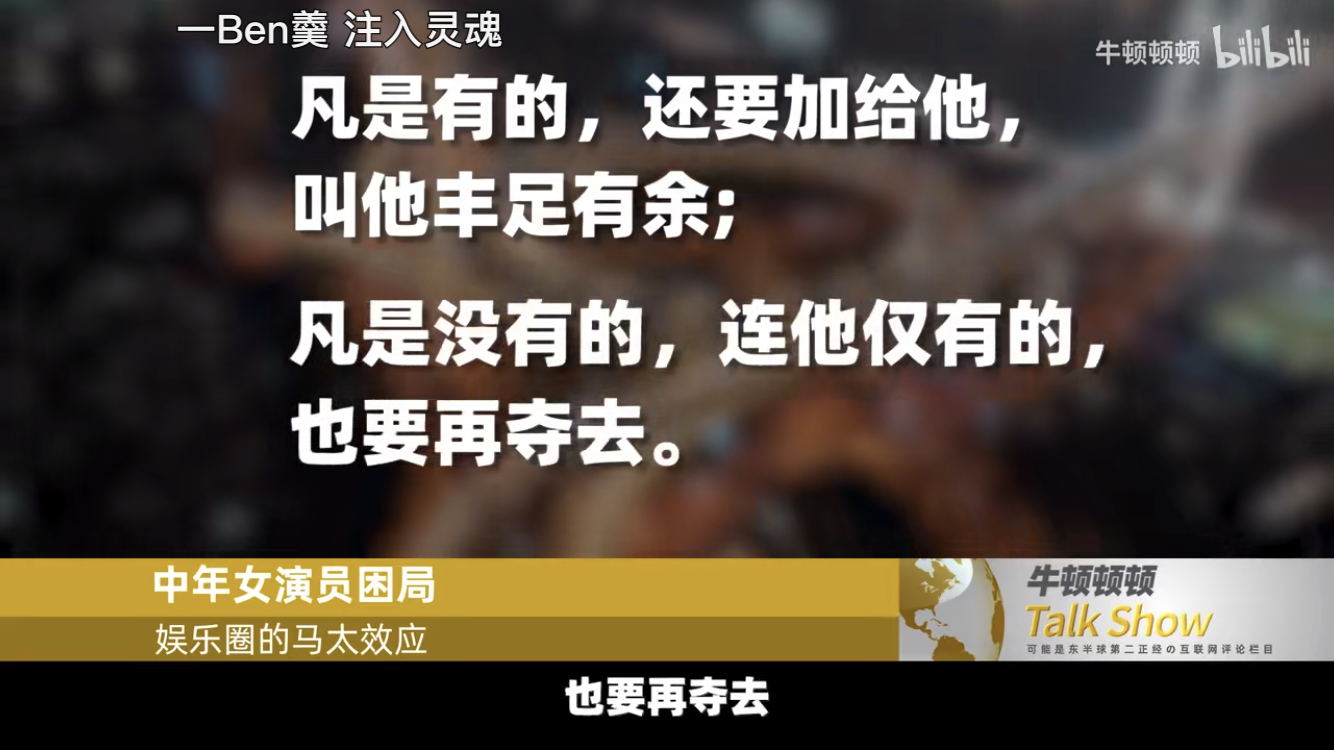 一Ben羹 注入灵魂
牛顿顿顿 bilibili
凡是有的，还要加给他，
叫他丰足有余；
凡是没有的，连他仅有的，
也要再夺去。
中年女演员困局
娱乐圈的马太效应
牛顿顿顿
Talk Show
可能是东半球第二正经の互联网评论栏目
也要再夺去